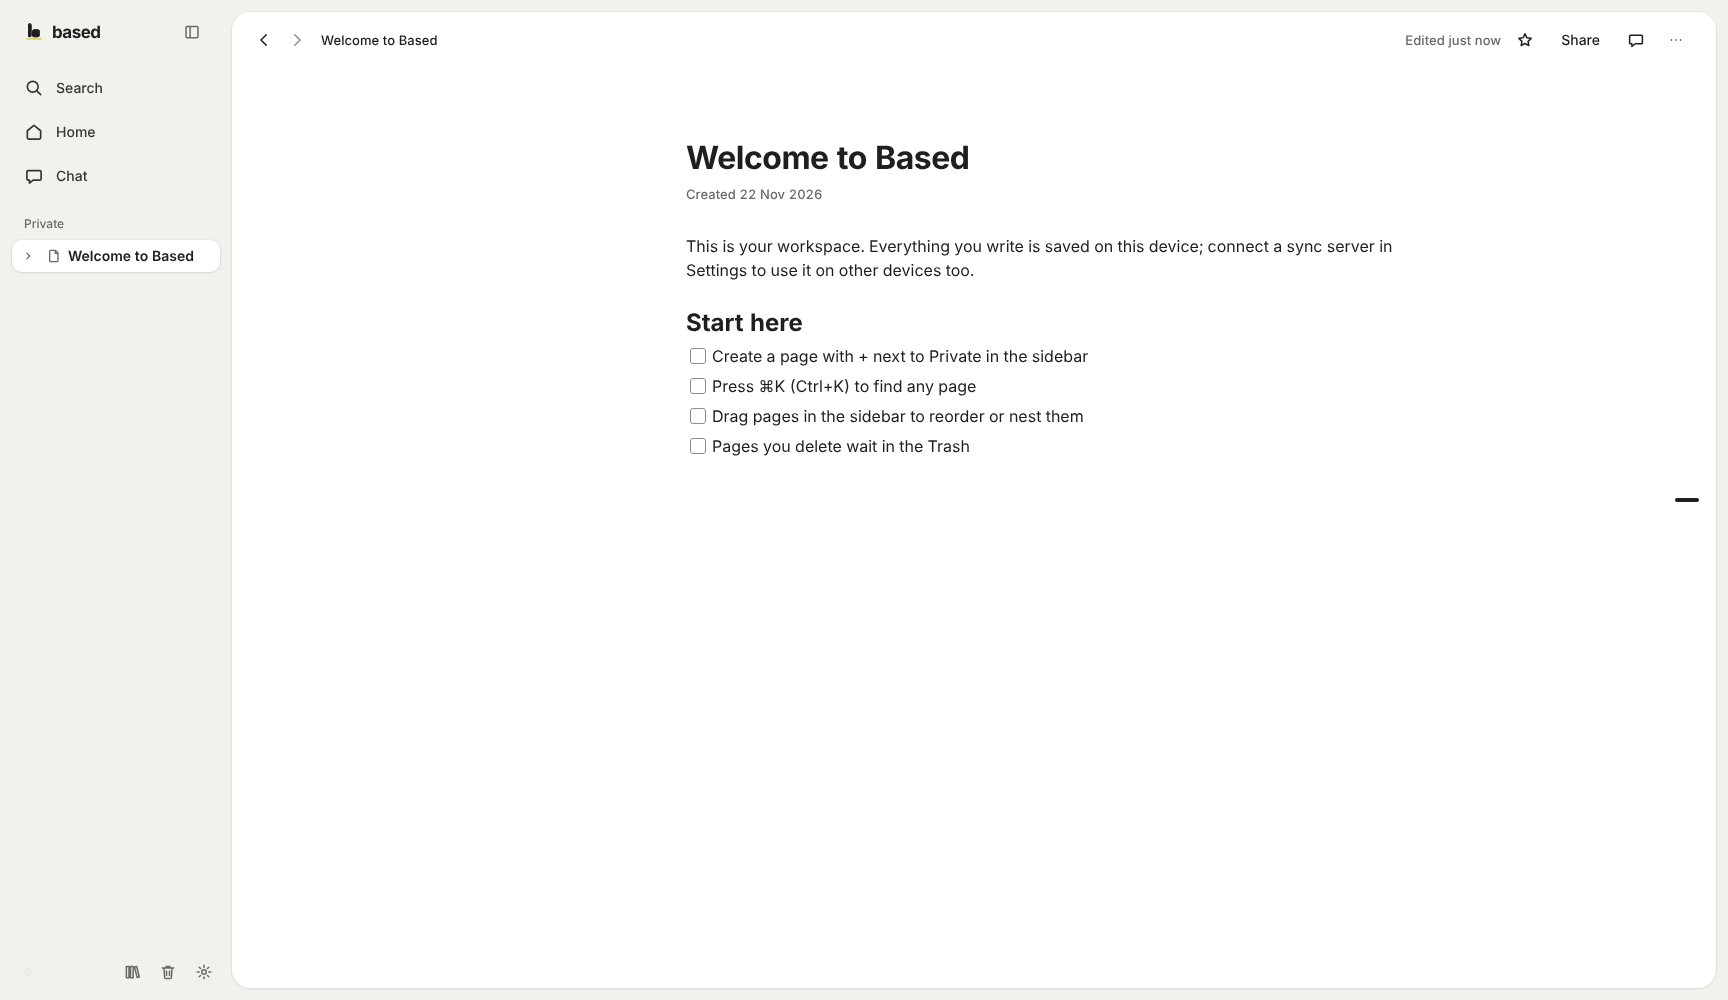 based
Search
Home
Chat
Private
Welcome to Based
Welcome to Based
Edited just now
Share
Welcome to Based
Created 22 Nov 2026
This is your workspace. Everything you write is saved on this device; connect a sync server in
Settings to use it on other devices too.
Start here
Create a page with + next to Private in the sidebar
Press ⌘K (Ctrl+K) to find any page
Drag pages in the sidebar to reorder or nest them
Pages you delete wait in the Trash